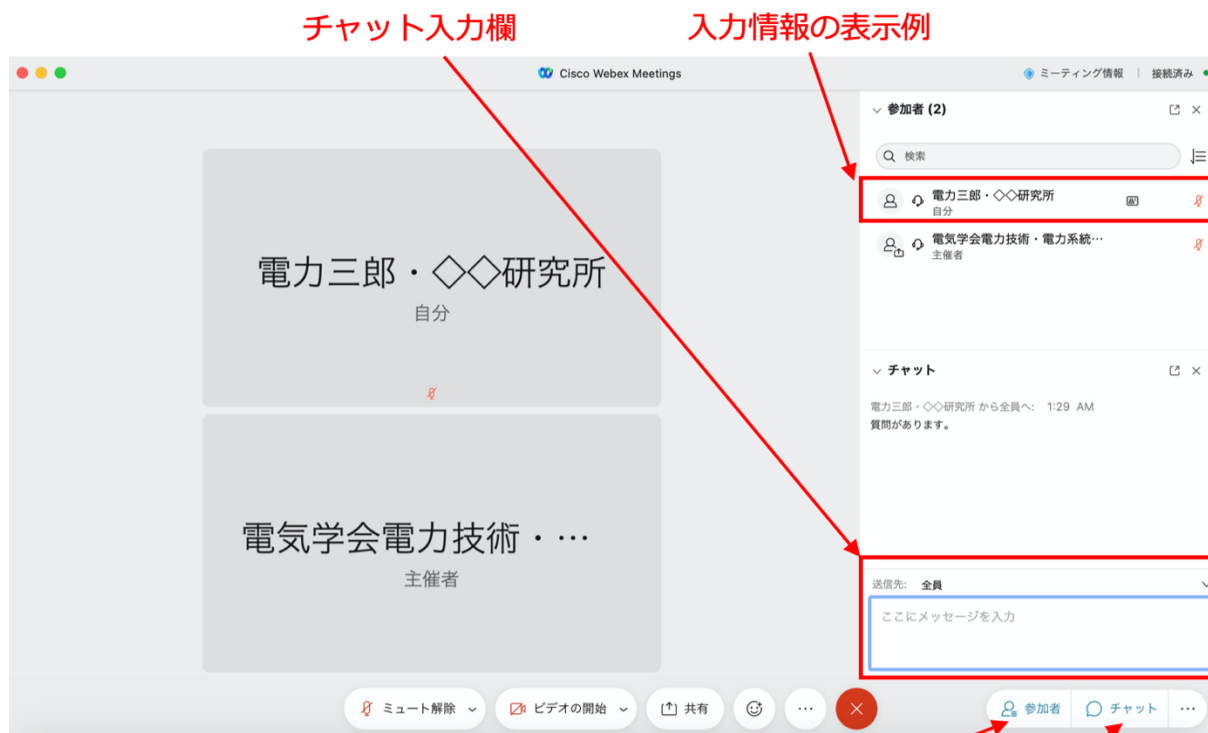 チャット入力欄
入力情報の表示例
Cisco Webex Meetings
ミーティング情報
接続済み
参加者 (2)
検索
電力三郎・◇◇研究所
自分
電気学会電力技術・電力系統…
主催者
電力三郎・◇◇研究所
自分
電気学会電力技術・…
主催者
チャット
電力三郎・◇◇研究所 から全員へ: 1:29 AM
質問があります。
送信先: 全員
ここにメッセージを入力
ミュート解除
ビデオの開始
共有
参加者
チャット